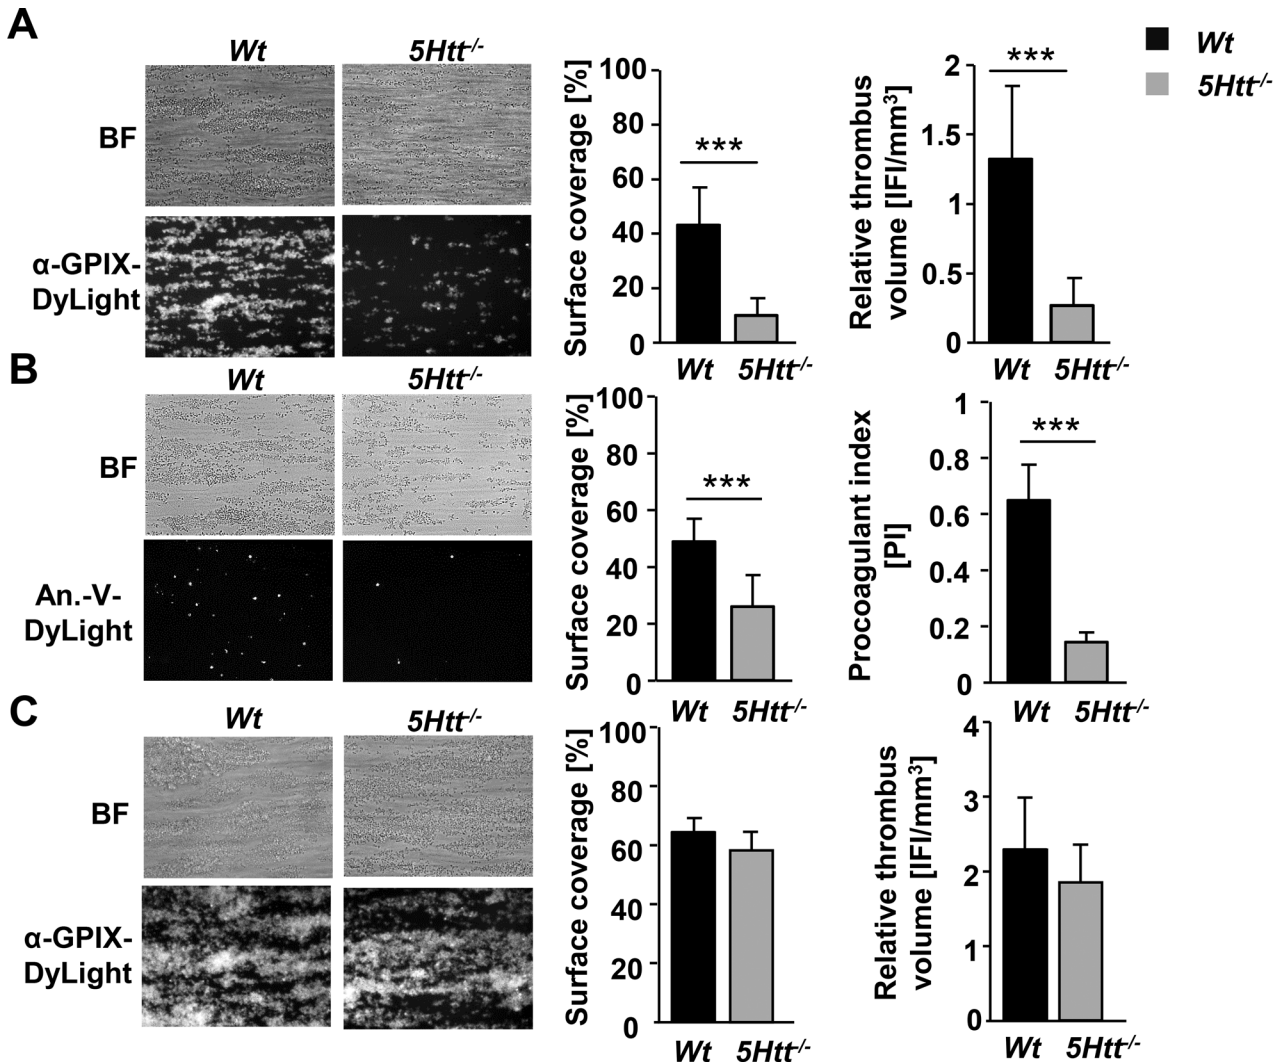 A
Wt
5Htt-/-
BF
α-GPIX-
DyLight
Surface coverage [%]
100
80
60
40
20
0
***
Wt
5Htt-/-
Relative thrombus
volume [IFI/mm³]
2
1.5
1
0.5
0
***
Wt
5Htt-/-
Wt
5Htt-/-
B
Wt
5Htt-/-
BF
An.-V-
DyLight
Surface coverage [%]
100
80
60
40
20
0
***
Wt
5Htt-/-
Procoagulant index
[PI]
1
0.8
0.6
0.4
0.2
0
***
Wt
5Htt-/-
C
Wt
5Htt-/-
BF
α-GPIX-
DyLight
Surface coverage [%]
100
80
60
40
20
0
Wt
5Htt-/-
Relative thrombus
volume [IFI/mm³]
4
3
2
1
0
Wt
5Htt-/-